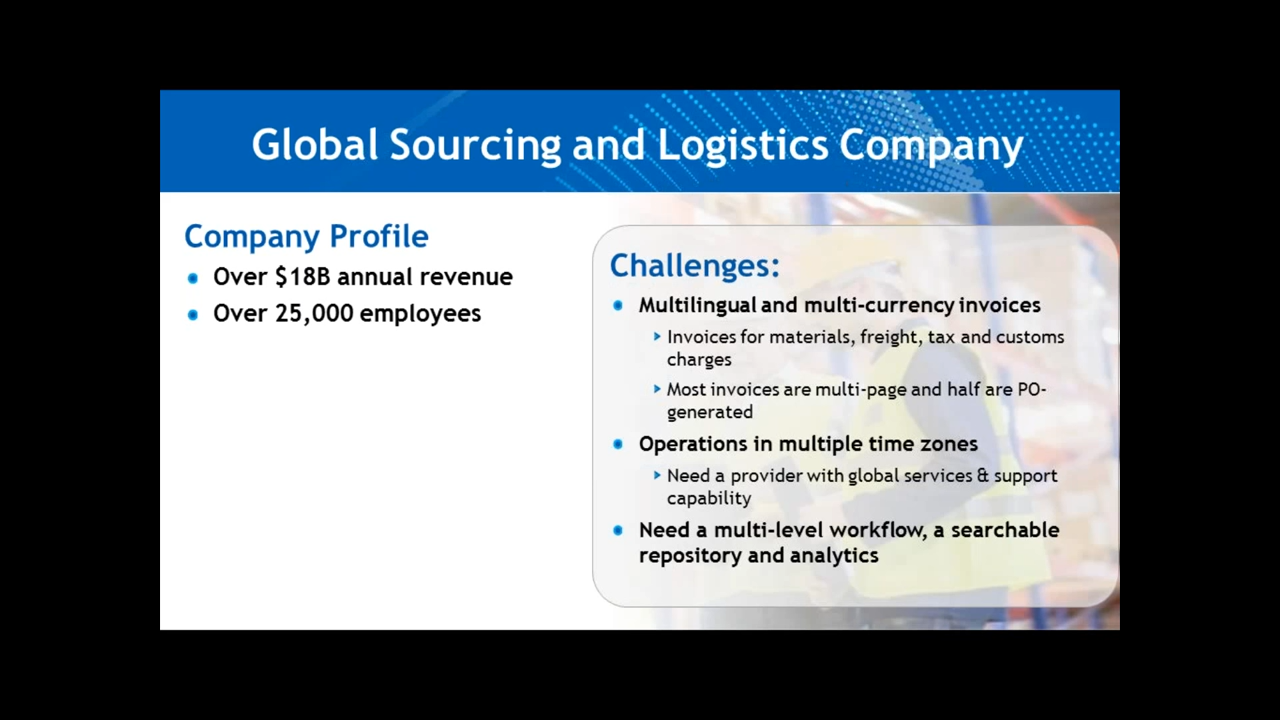 Global Sourcing and Logistics Company
Company Profile
Over $18B annual revenue
Over 25,000 employees
Challenges:
Multilingual and multi-currency invoices
Invoices for materials, freight, tax and customs
charges
Most invoices are multi-page and half are PO-
generated
Operations in multiple time zones
Need a provider with global services & support
capability
Need a multi-level workflow, a searchable
repository and analytics